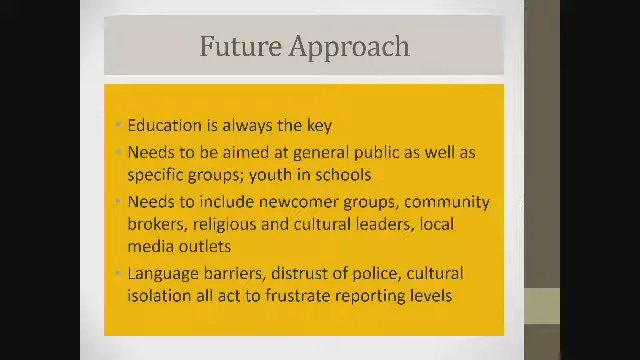 Future Approach
Education is always the key
Needs to be aimed at general public as well as
specific groups; youth in schools
Needs to include newcomer groups, community
brokers, religious and cultural leaders, local
media outlets
Language barriers, distrust of police, cultural
isolation all act to frustrate reporting levels